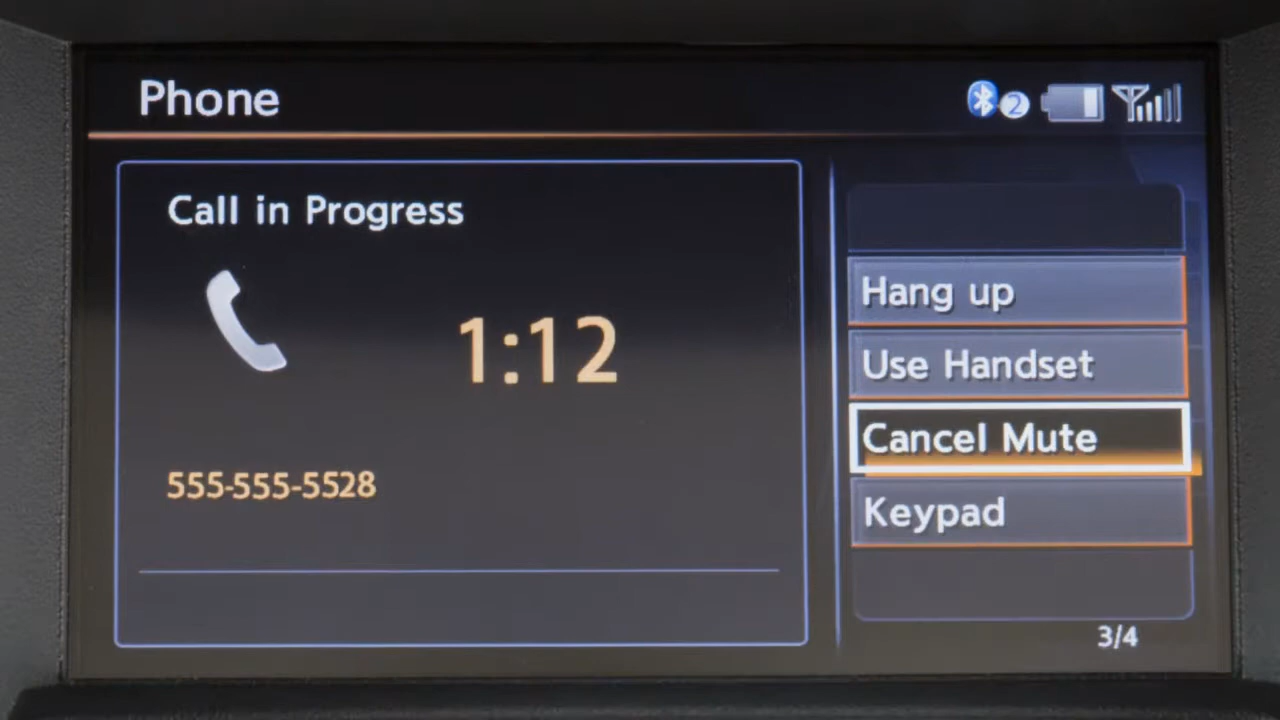 Phone
2
Call in Progress
1:12
555-555-5528
Hang up
Use Handset
Cancel Mute
Keypad
3/4